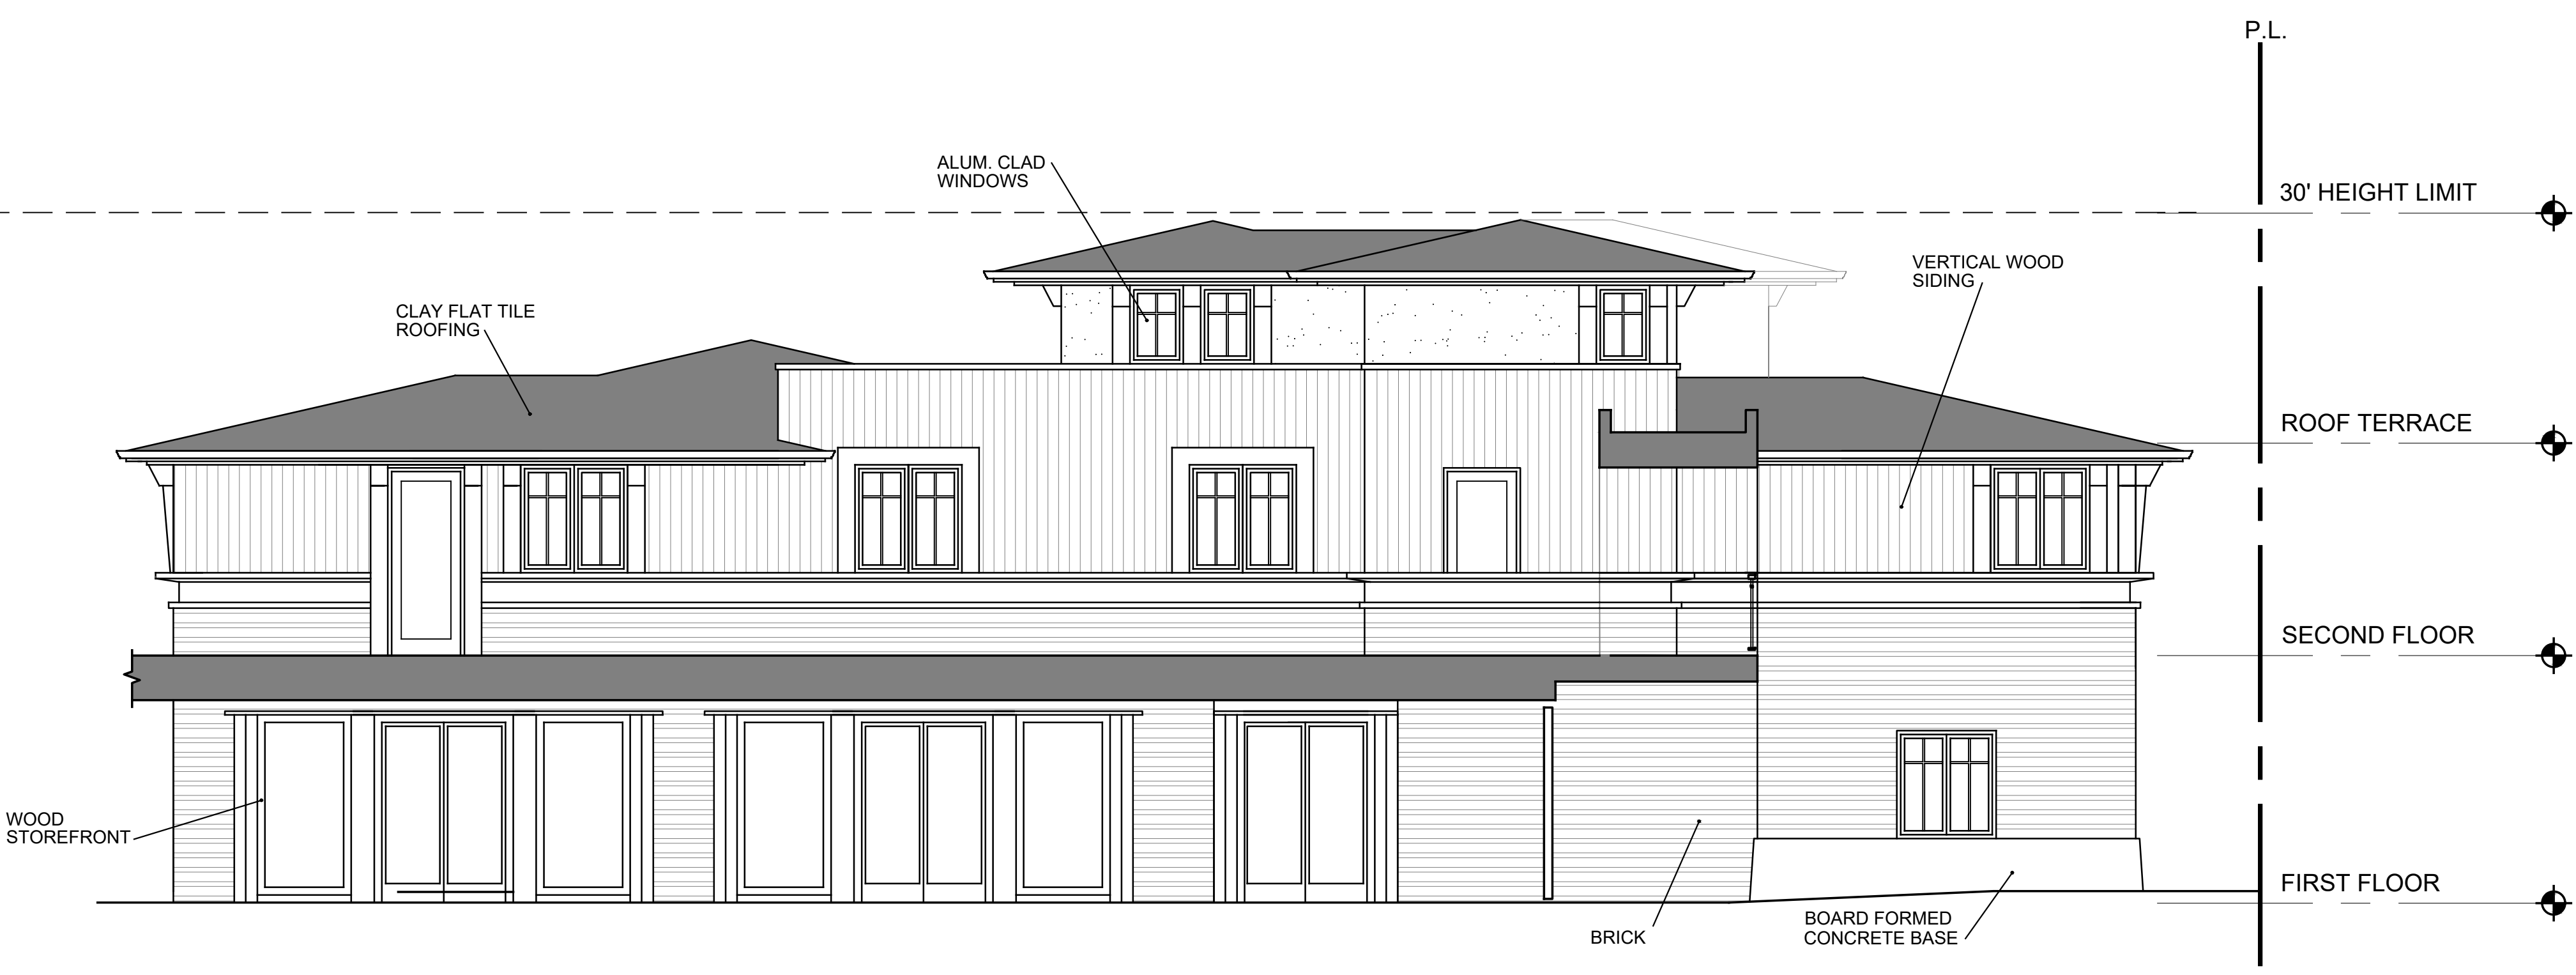 P.L.
ALUM. CLAD
WINDOWS
30' HEIGHT LIMIT
VERTICAL WOOD
SIDING
CLAY FLAT TILE
ROOFING
ROOF TERRACE
SECOND FLOOR
WOOD
STOREFRONT
FIRST FLOOR
BOARD FORMED
CONCRETE BASE
BRICK